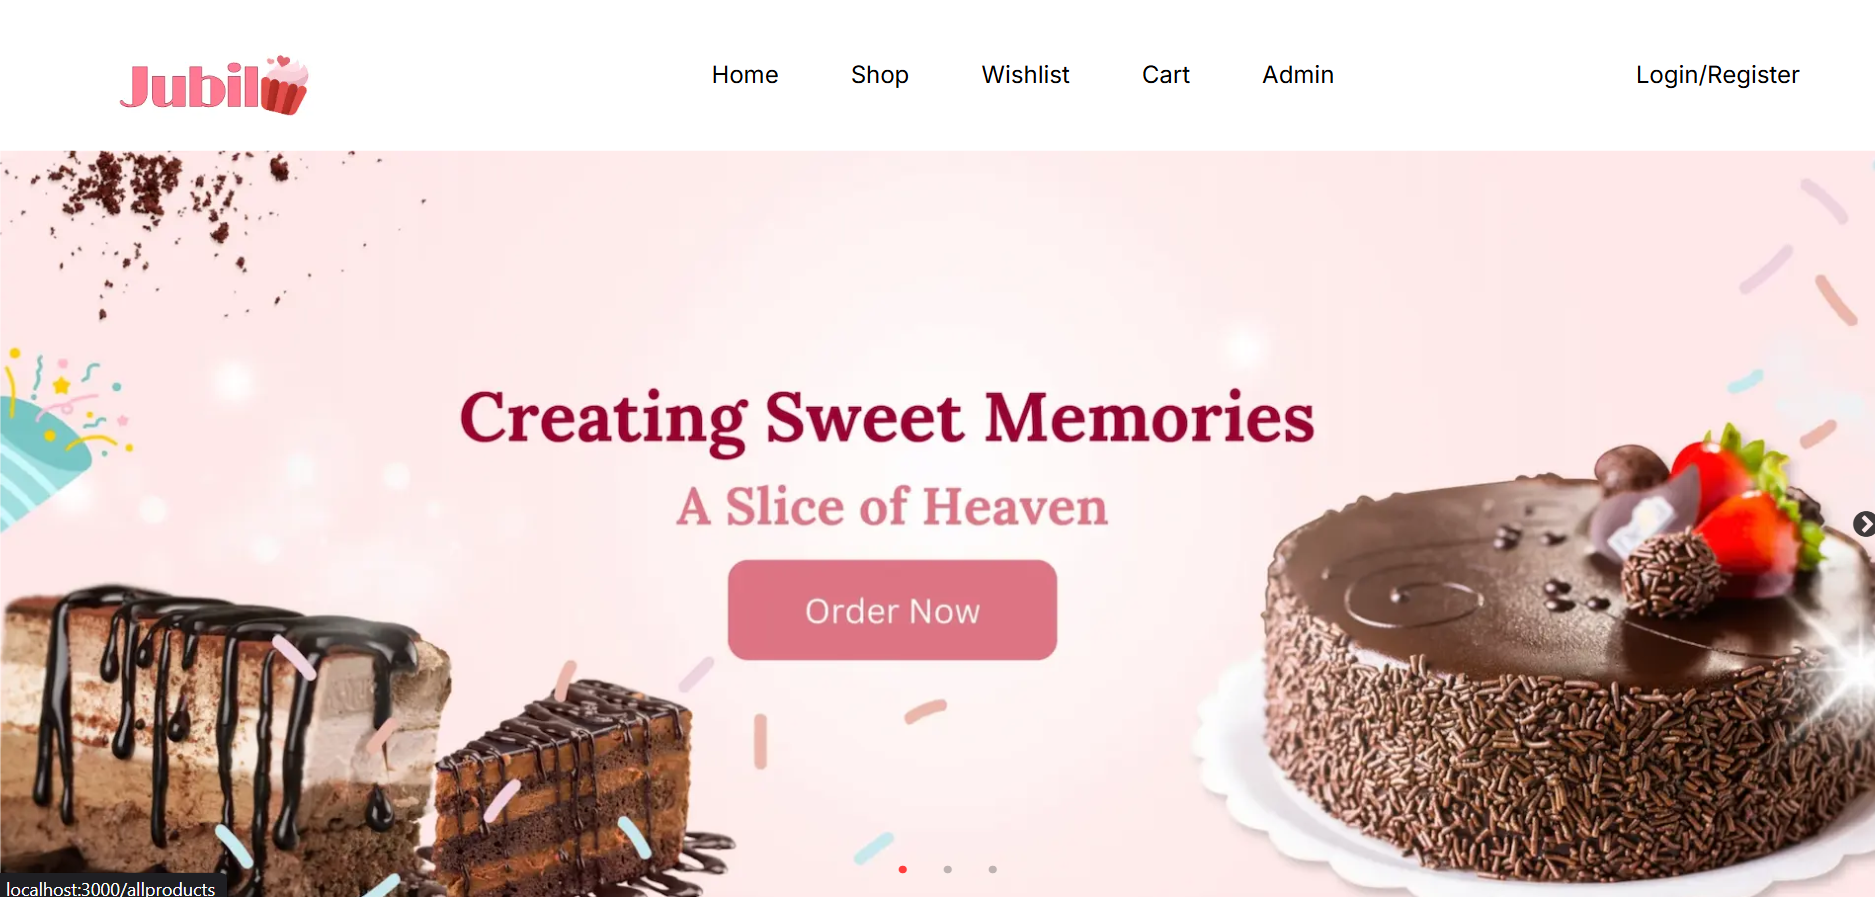 Jubil
Home Shop Wishlist Cart Admin Login/Register
Creating Sweet Memories
A Slice of Heaven
Order Now
localhost:3000/allproducts